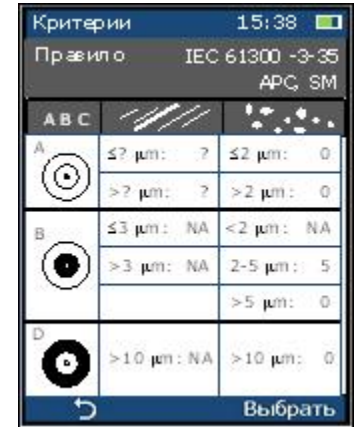 Критерии 15:38
Правило IEC 61300 -3-35
APC, SM
A B C
A
≤? µm: ? ≤2 µm: 0
>? µm: ? >2 µm: 0
B
≤3 µm: NA <2 µm: NA
>3 µm: NA 2-5 µm: 5
>5 µm: 0
D
>10 µm: NA >10 µm: 0
Выбрать